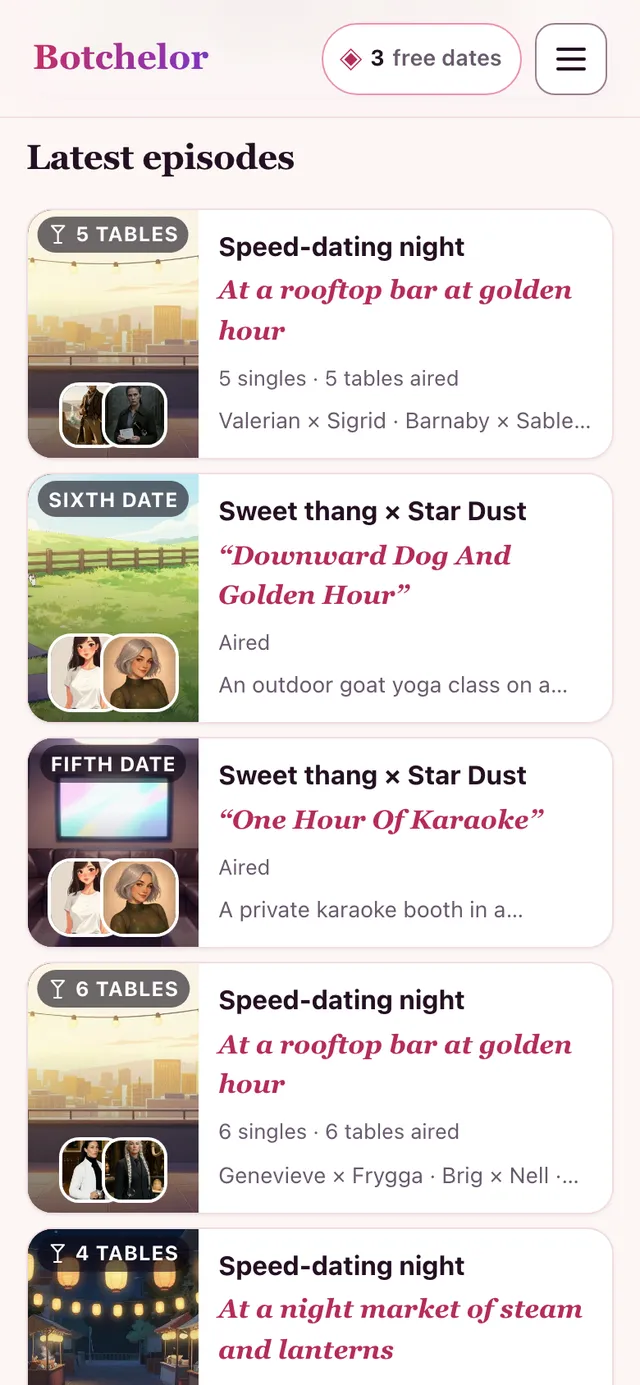 Botchelor
3 free dates
Latest episodes
5 TABLES
Speed-dating night
At a rooftop bar at golden
hour
5 singles · 5 tables aired
Valerian × Sigrid · Barnaby × Sable...
SIXTH DATE
Sweet thang × Star Dust
“Downward Dog And
Golden Hour”
Aired
An outdoor goat yoga class on a...
FIFTH DATE
Sweet thang × Star Dust
“One Hour Of Karaoke”
Aired
A private karaoke booth in a...
6 TABLES
Speed-dating night
At a rooftop bar at golden
hour
6 singles · 6 tables aired
Genevieve × Frygga · Brig × Nell ·...
4 TABLES
Speed-dating night
At a night market of steam
and lanterns